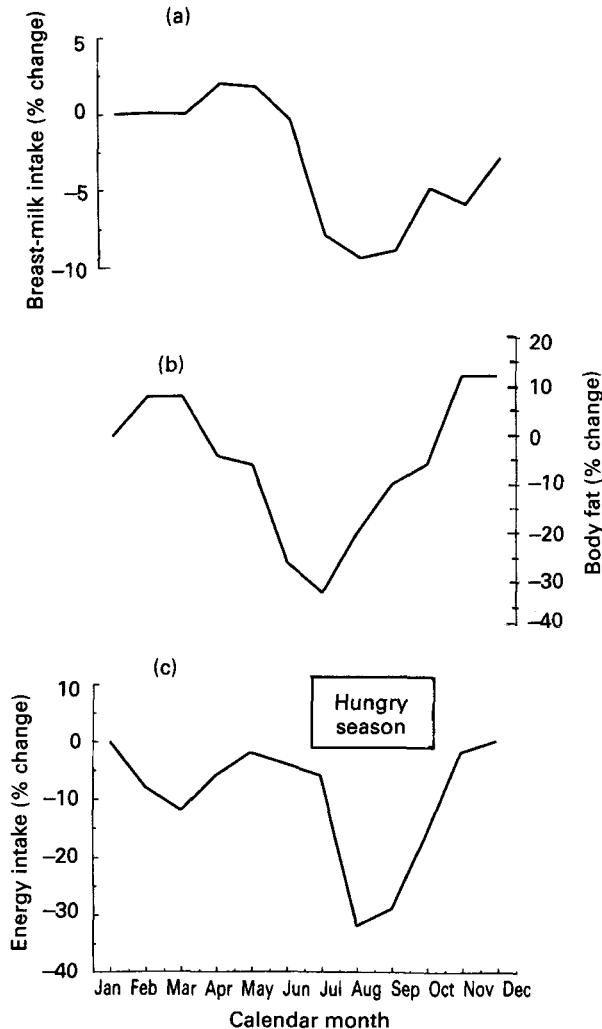 (a)
5
0
−5
−10
Breast-milk intake (% change)
(b)
20
10
0
−10
−20
−30
−40
Body fat (% change)
(c)
10
0
−10
−20
−30
−40
Energy intake (% change)
Hungry
season
Jan Feb Mar Apr May Jun Jul Aug Sep Oct Nov Dec
Calendar month